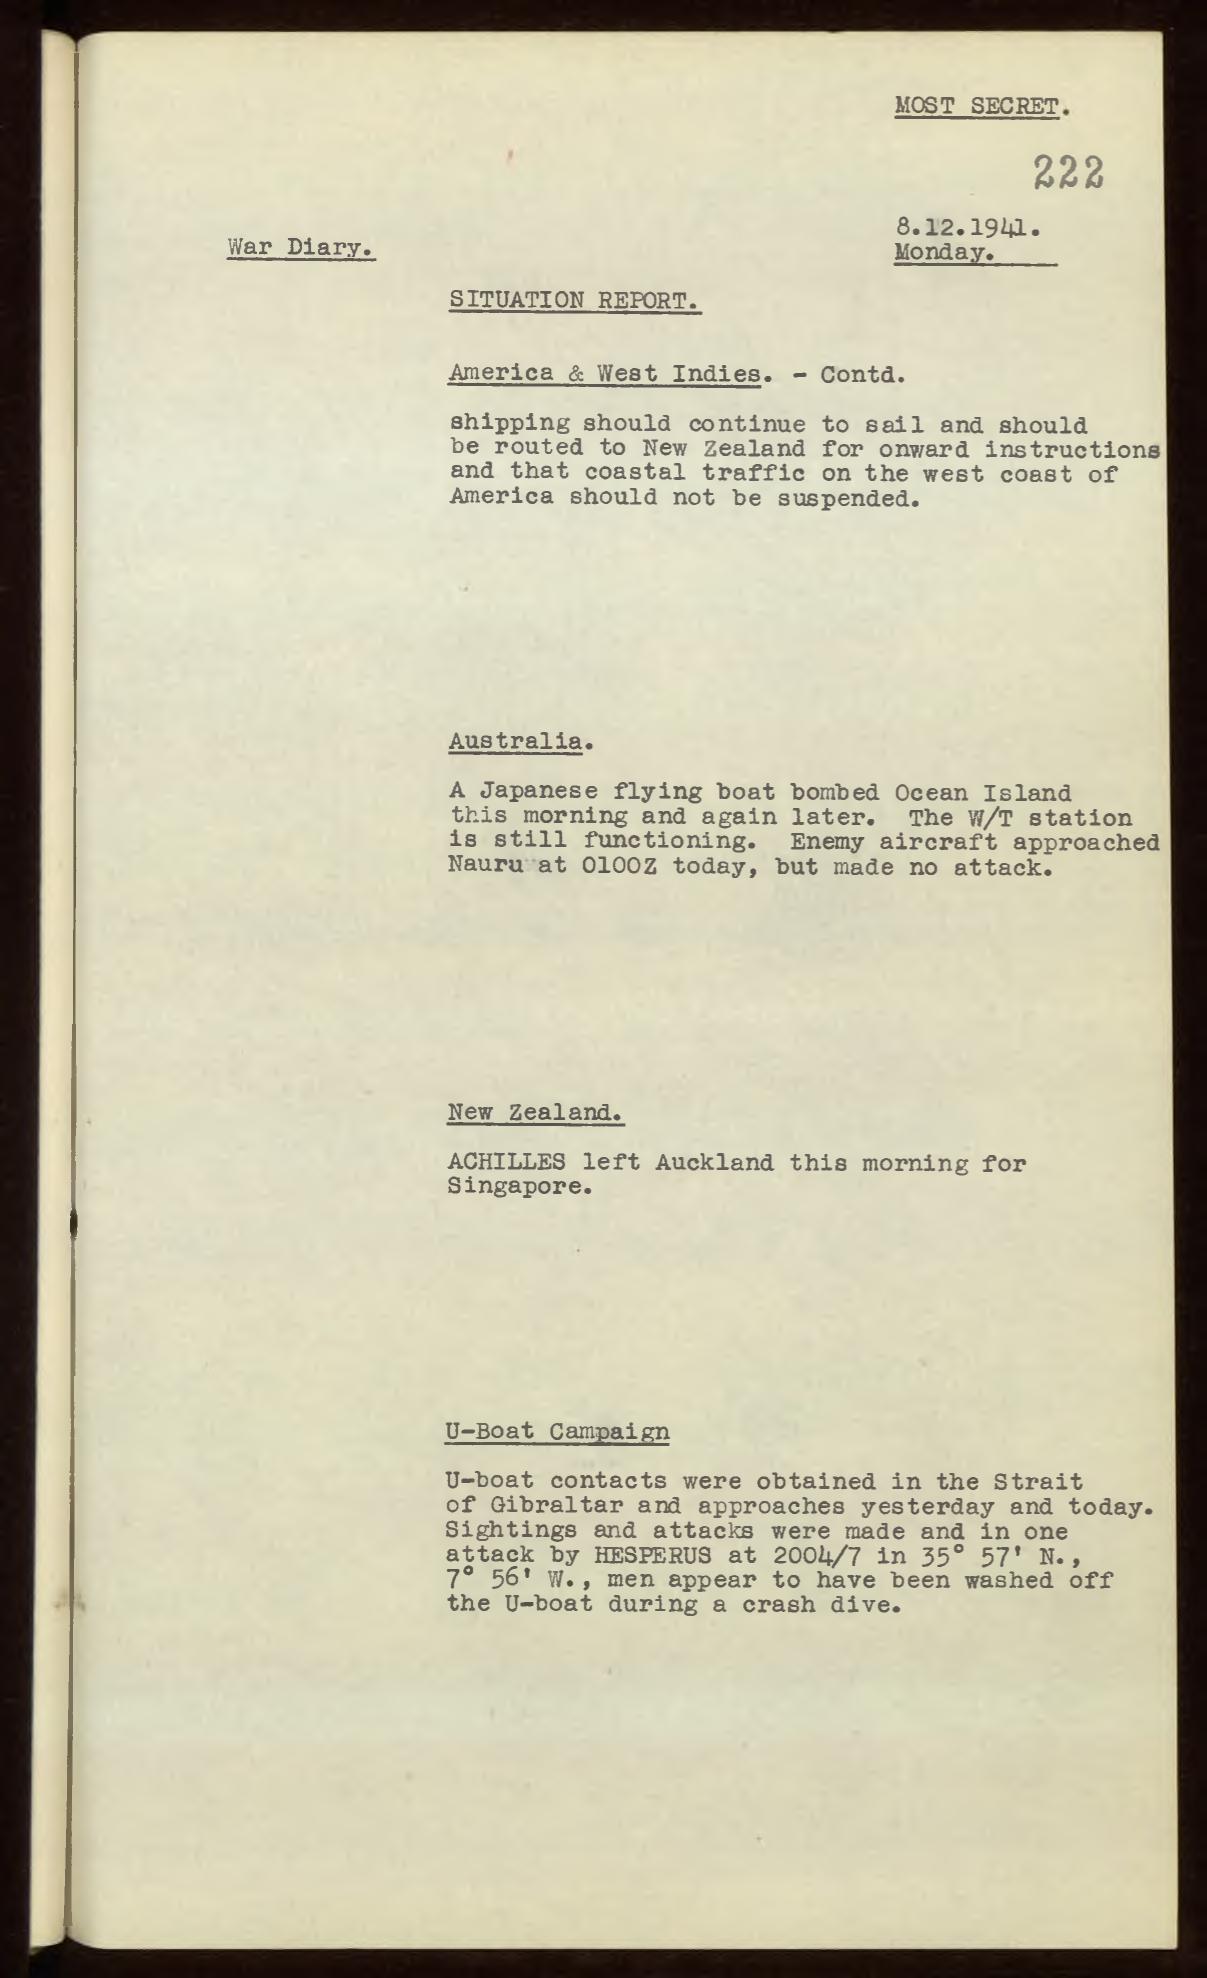 MOST SECRET.
222
8.12.1941.
War Diary.
Monday.
SITUATION REPORT.
America & West Indies. - Contd.
shipping should continue to sail and should
be routed to New Zealand for onward instructions
and that coastal traffic on the west coast of
America should not be suspended.
Australia.
A Japanese flying boat bombed Ocean Island
this morning and again later. The W/T station
is still functioning. Enemy aircraft approached
Nauru at 0100Z today, but made no attack.
New Zealand.
ACHILLES left Auckland this morning for
Singapore.
U-Boat Campaign
U-boat contacts were obtained in the Strait
of Gibraltar and approaches yesterday and today.
Sightings and attacks were made and in one
attack by HESPERUS at 2004/7 in 35° 57' N.,
7° 56' W., men appear to have been washed off
the U-boat during a crash dive.